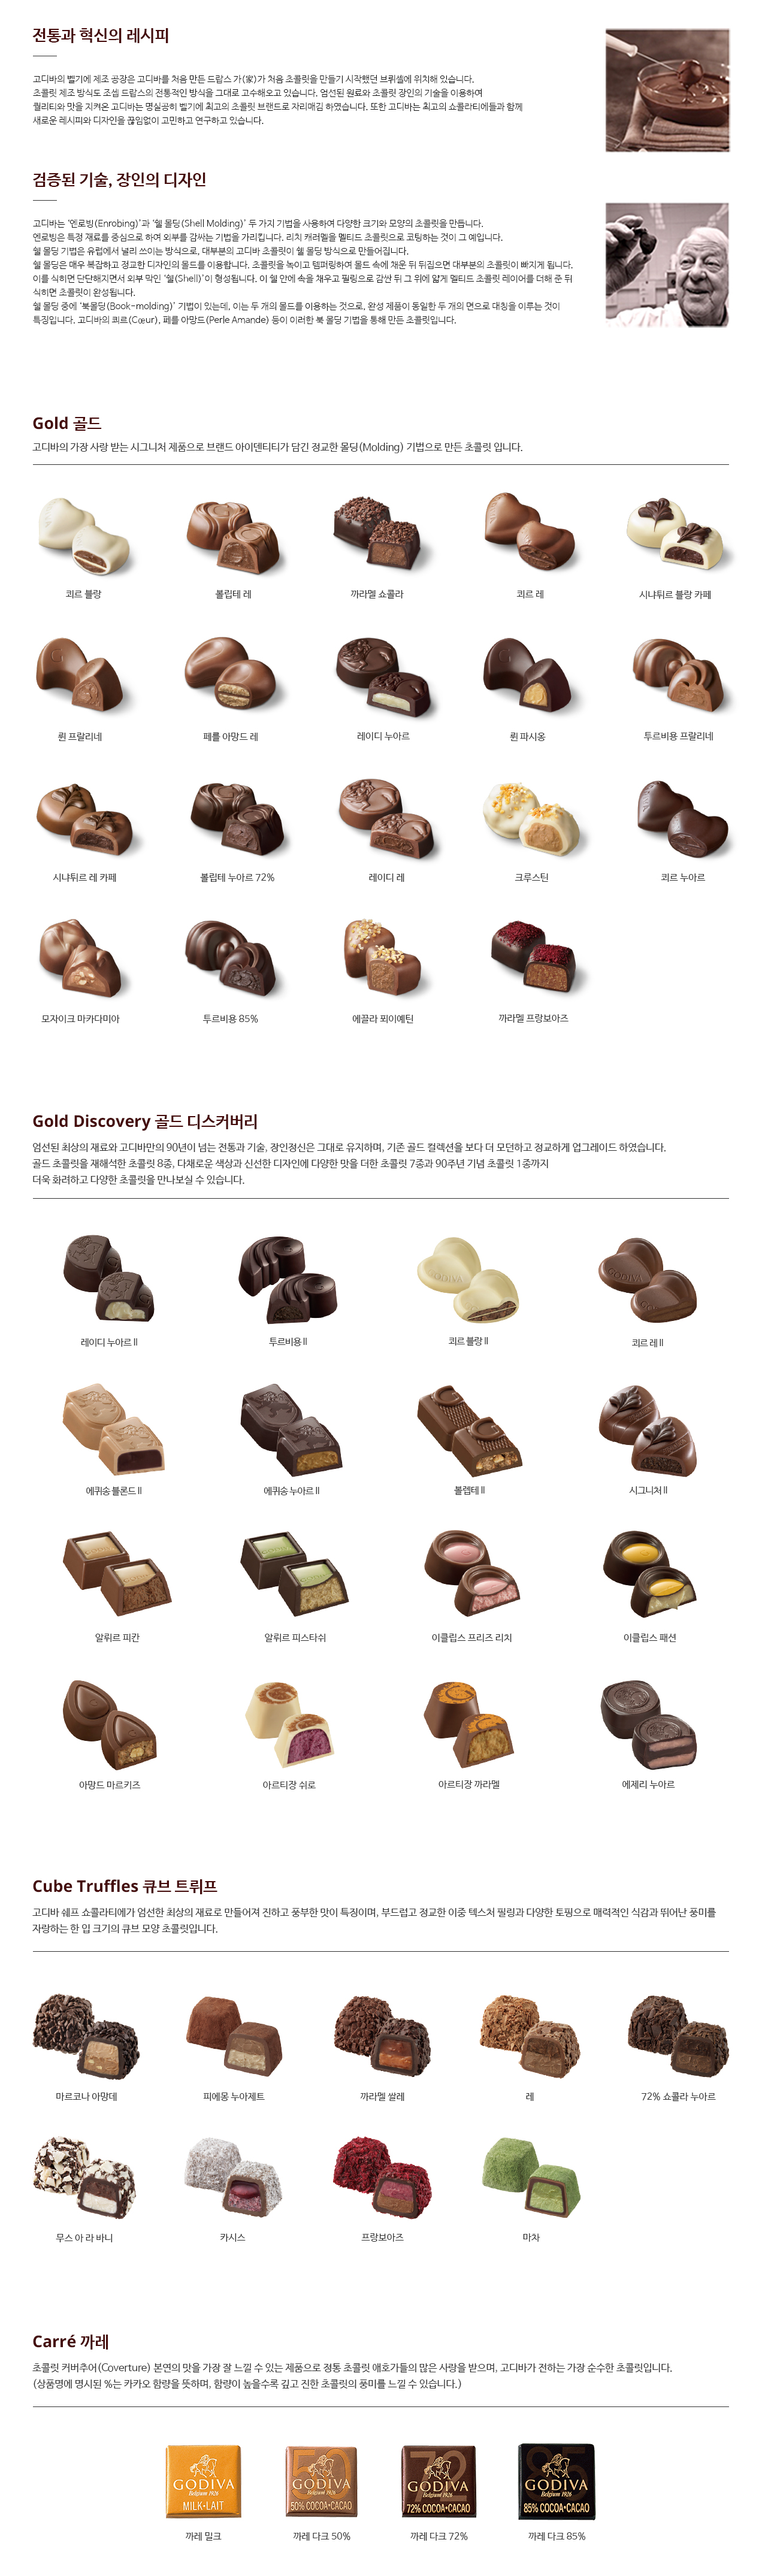 전통과 혁신의 레시피
고디바의 벨기에 제조 공장은 고디바를 처음 만든 드랍스 가(家)가 처음 초콜릿을 만들기 시작했던 브뤼셀에 위치해 있습니다.
초콜릿 제조 방식도 조셉 드랍스의 전통적인 방식을 그대로 고수해오고 있습니다. 엄선된 원료와 초콜릿 장인의 기술을 이용하여
퀄리티와 맛을 지켜온 고디바는 명실공히 벨기에 최고의 초콜릿 브랜드로 자리매김 하였습니다. 또한 고디바는 최고의 쇼콜라티에들과 함께
새로운 레시피와 디자인을 끊임없이 고민하고 연구하고 있습니다.
검증된 기술, 장인의 디자인
고디바는 '엔로빙(Enrobing)'과 '쉘 몰딩(Shell Molding)' 두 가지 기법을 사용하여 다양한 크기와 모양의 초콜릿을 만듭니다.
엔로빙은 특정 재료를 중심으로 하여 외부를 감싸는 기법을 가리킵니다. 리치 캐러멜을 멜티드 초콜릿으로 코팅하는 것이 그 예입니다.
쉘 몰딩 기법은 유럽에서 널리 쓰이는 방식으로, 대부분의 고디바 초콜릿이 쉘 몰딩 방식으로 만들어집니다.
쉘 몰딩은 매우 복잡하고 정교한 디자인의 몰드를 이용합니다. 초콜릿을 녹이고 템퍼링하여 몰드 속에 채운 뒤 뒤집으면 대부분의 초콜릿이 빠지게 됩니다.
이를 식히면 단단해지면서 외부 막인 '쉘(Shell)'이 형성됩니다. 이 쉘 안에 속을 채우고 필링으로 감싼 뒤 그 위에 얇게 멜티드 초콜릿 레이어를 더해 준 뒤
식히면 초콜릿이 완성됩니다.
쉘 몰딩 중에 '북몰딩(Book-molding)' 기법이 있는데, 이는 두 개의 몰드를 이용하는 것으로, 완성 제품이 동일한 두 개의 면으로 대칭을 이루는 것이
특징입니다. 고디바의 쾨르(Cœur), 페를 아망드(Perle Amande) 등이 이러한 북 몰딩 기법을 통해 만든 초콜릿입니다.
Gold 골드
고디바의 가장 사랑 받는 시그니처 제품으로 브랜드 아이덴티티가 담긴 정교한 몰딩(Molding) 기법으로 만든 초콜릿 입니다.
쾨르 블랑
볼립테 레
까라멜 쇼콜라
쾨르 레
시냐튀르 블랑 카페
륀 프랄리네
페를 아망드 레
레이디 누아르
륀 파시옹
투르비용 프랄리네
시냐튀르 레 카페
볼립테 누아르 72%
레이디 레
크루스틴
쾨르 누아르
모자이크 마카다미아
투르비용 85%
에끌라 푀이예틴
까라멜 프랑보아즈
Gold Discovery 골드 디스커버리
엄선된 최상의 재료와 고디바만의 90년이 넘는 전통과 기술, 장인정신은 그대로 유지하며, 기존 골드 컬렉션을 보다 더 모던하고 정교하게 업그레이드 하였습니다.
골드 초콜릿을 재해석한 초콜릿 8종, 다채로운 색상과 신선한 디자인에 다양한 맛을 더한 초콜릿 7종과 90주년 기념 초콜릿 1종까지
더욱 화려하고 다양한 초콜릿을 만나보실 수 있습니다.
레이디 누아르 II
투르비용 II
쾨르 블랑 II
GODIVA
쾨르 레 II
에퀴송 블론드 II
에퀴송 누아르 II
볼렙테 II
시그니처 II
알뤼르 피칸
알뤼르 피스타쉬
이클립스 프리즈 리치
이클립스 패션
아망드 마르키즈
아르티장 쉬로
아르티장 까라멜
에제리 누아르
Cube Truffles 큐브 트뤼프
고디바 쉐프 쇼콜라티에가 엄선한 최상의 재료로 만들어져 진하고 풍부한 맛이 특징이며, 부드럽고 정교한 이중 텍스처 필링과 다양한 토핑으로 매력적인 식감과 뛰어난 풍미를
자랑하는 한 입 크기의 큐브 모양 초콜릿입니다.
마르코나 아망데
피에몽 누아제트
까라멜 쌀레
레
72% 쇼콜라 누아르
무스 아 라 바니
카시스
프랑보아즈
마차
Carré 까레
초콜릿 커버추어(Coverture) 본연의 맛을 가장 잘 느낄 수 있는 제품으로 정통 초콜릿 애호가들의 많은 사랑을 받으며, 고디바가 전하는 가장 순수한 초콜릿입니다.
(상품명에 명시된 %는 카카오 함량을 뜻하며, 함량이 높을수록 깊고 진한 초콜릿의 풍미를 느낄 수 있습니다.)
GODIVA
Belgium 1926
MILK•LAIT
50
GODIVA
Belgium 1926
50% COCOA•CACAO
72
GODIVA
Belgium 1926
72% COCOA•CACAO
85
GODIVA
Belgium 1926
85% COCOA•CACAO
까레 밀크
까레 다크 50%
까레 다크 72%
까레 다크 85%